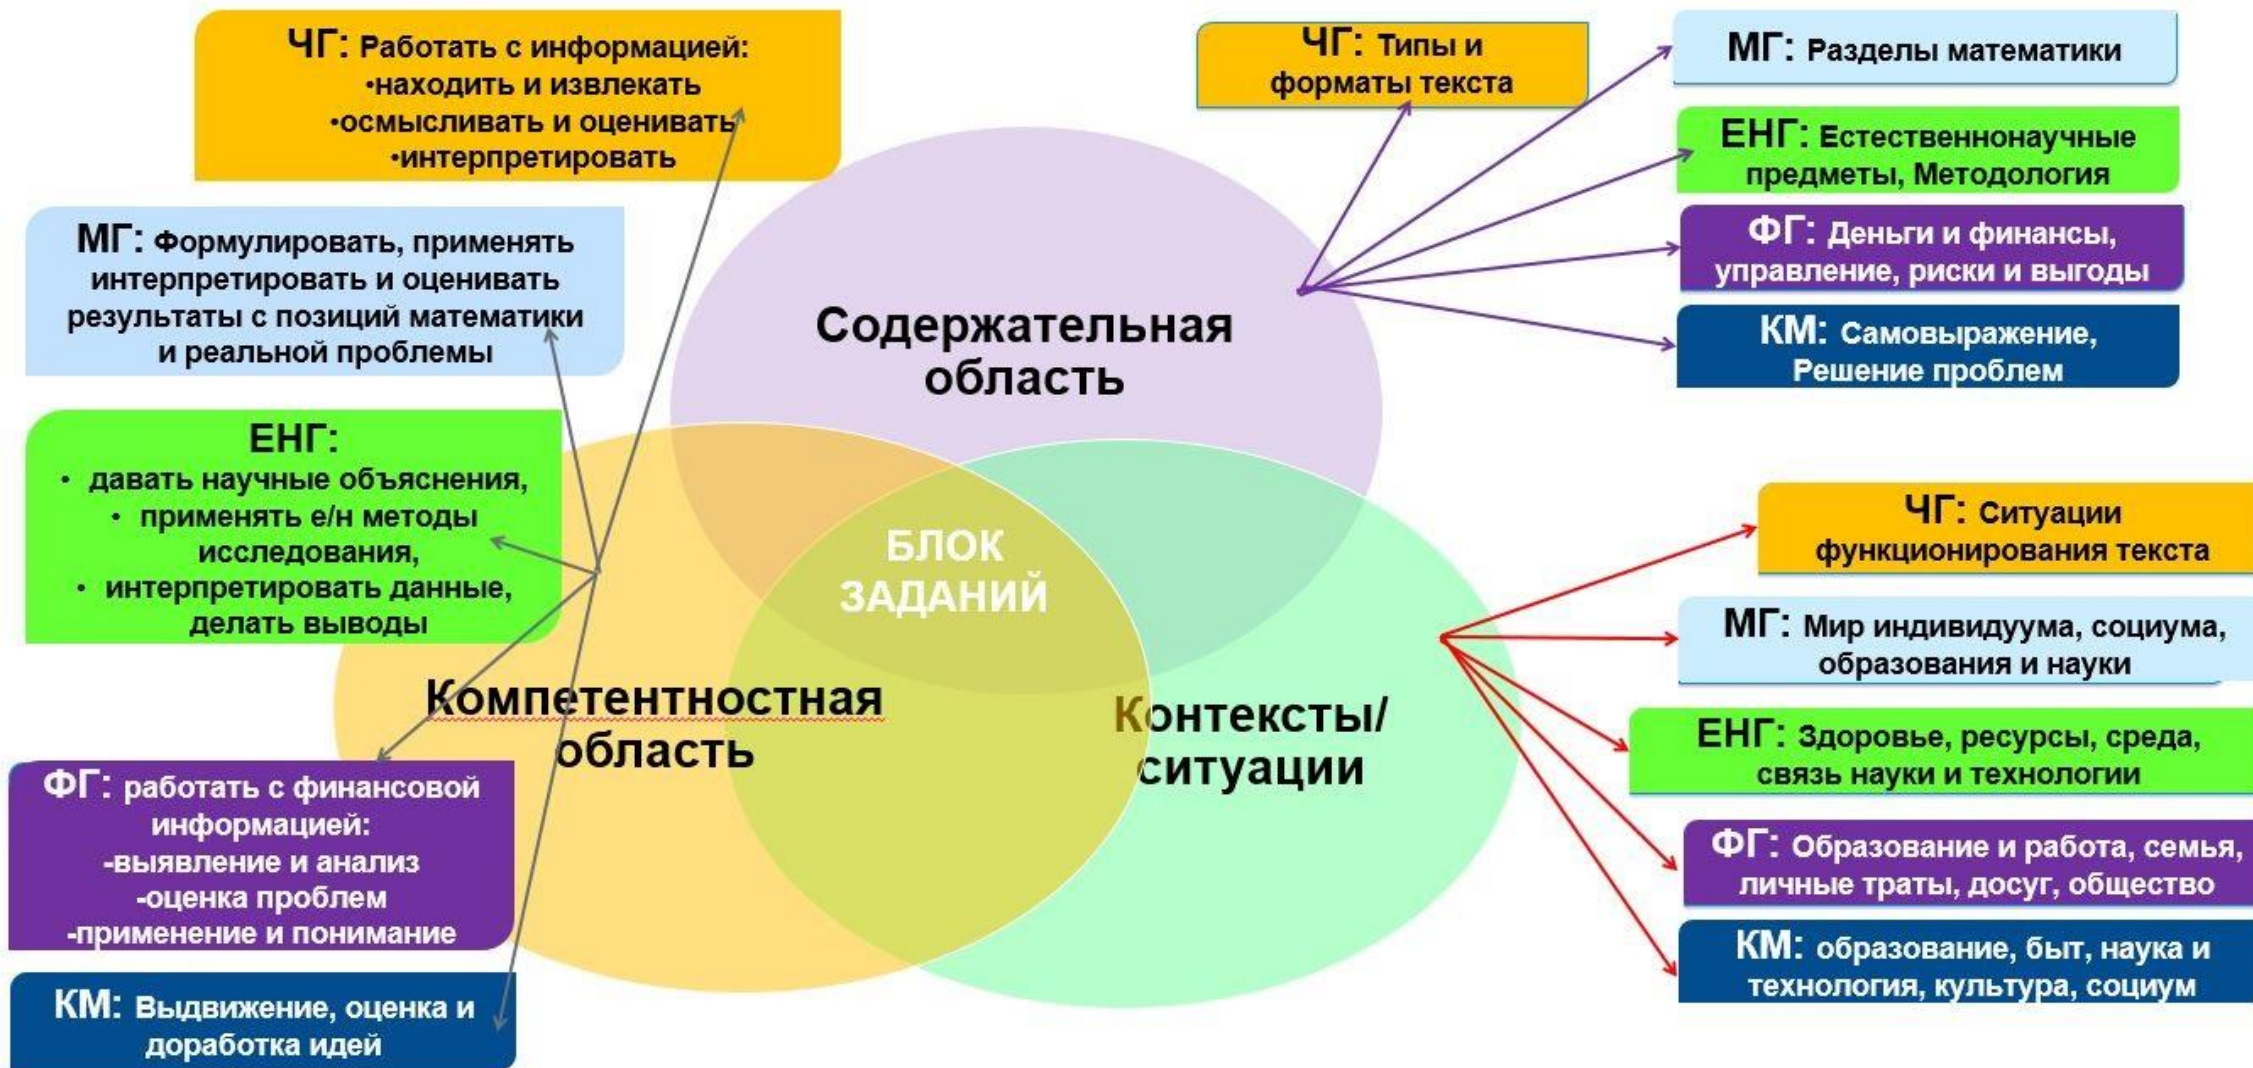 ЧГ: Работать с информацией:
•находить и извлекать
•осмысливать и оценивать
•интерпретировать
МГ: Формулировать, применять
интерпретировать и оценивать
результаты с позиций математики
и реальной проблемы
ЕНГ:
• давать научные объяснения,
• применять е/н методы
исследования,
• интерпретировать данные,
делать выводы
ФГ: работать с финансовой
информацией:
-выявление и анализ
-оценка проблем
-применение и понимание
КМ: Выдвижение, оценка и
доработка идей
Содержательная
область
БЛОК
ЗАДАНИЙ
Компетентностная
область
Контексты/
ситуации
ЧГ: Типы и
форматы текста
МГ: Разделы математики
ЕНГ: Естественнонаучные
предметы, Методология
ФГ: Деньги и финансы,
управление, риски и выгоды
КМ: Самовыражение,
Решение проблем
ЧГ: Ситуации
функционирования текста
МГ: Мир индивидуума, социума,
образования и науки
ЕНГ: Здоровье, ресурсы, среда,
связь науки и технологии
ФГ: Образование и работа, семья,
личные траты, досуг, общество
КМ: образование, быт, наука и
технология, культура, социум